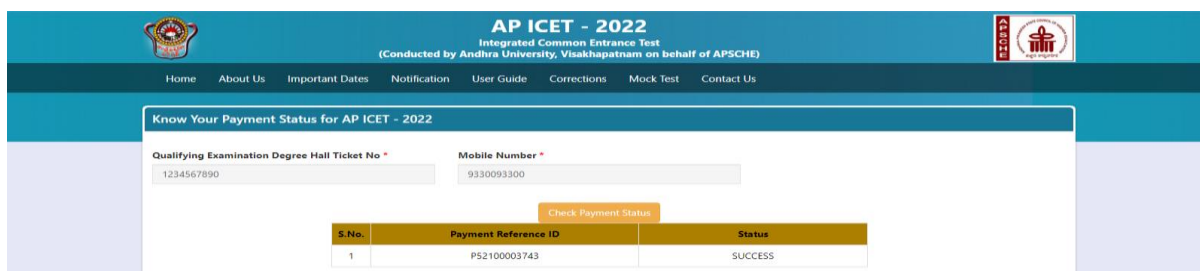 AP ICET - 2022
Integrated Common Entrance Test
(Conducted by Andhra University, Visakhapatnam on behalf of APSCHE)
APSCHE
Home About Us Important Dates Notification User Guide Corrections Mock Test Contact Us
Know Your Payment Status for AP ICET - 2022
Qualifying Examination Degree Hall Ticket No * Mobile Number *
1234567890 9330093300
Check Payment Status
S.No. Payment Reference ID Status
1 P52100003743 SUCCESS